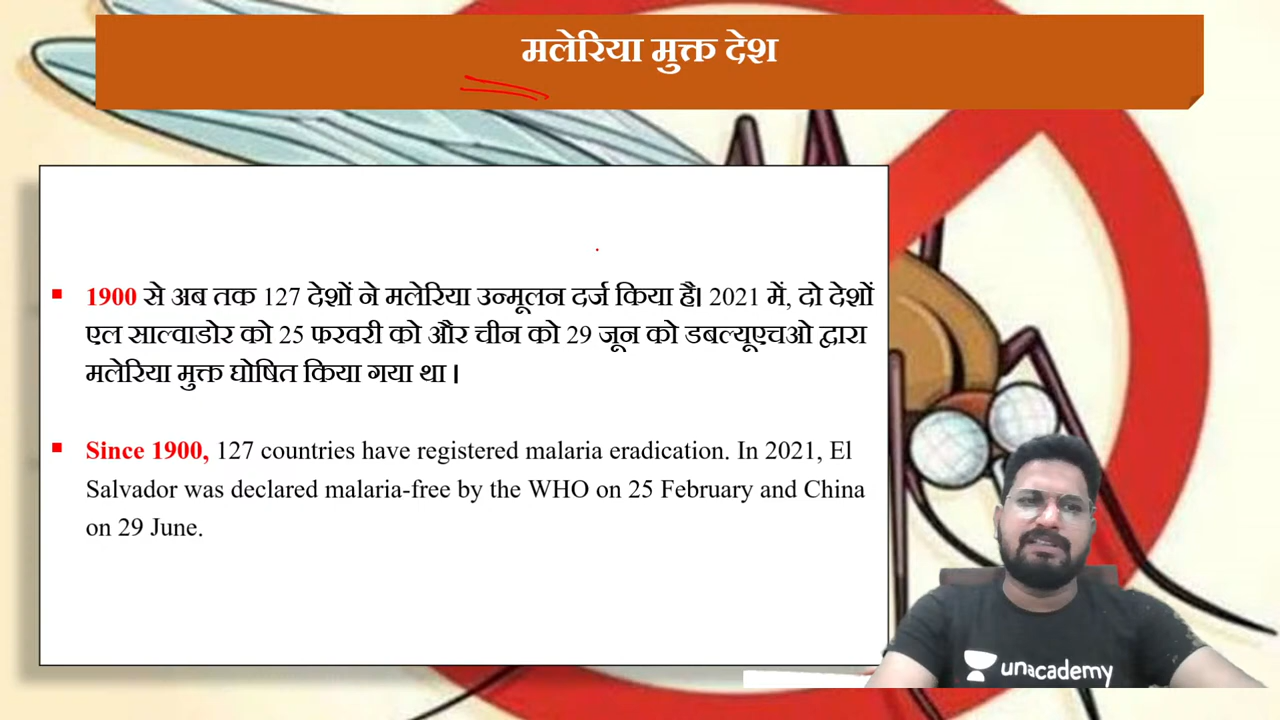 मलेरिया मुक्त देश
1900 से अब तक 127 देशों ने मलेरिया उन्मूलन दर्ज किया है। 2021 में, दो देशों
एल साल्वाडोर को 25 फरवरी को और चीन को 29 जून को डबल्यूएचओ द्वारा
मलेरिया मुक्त घोषित किया गया था ।
Since 1900, 127 countries have registered malaria eradication. In 2021, El
Salvador was declared malaria-free by the WHO on 25 February and China
on 29 June.
unacademy